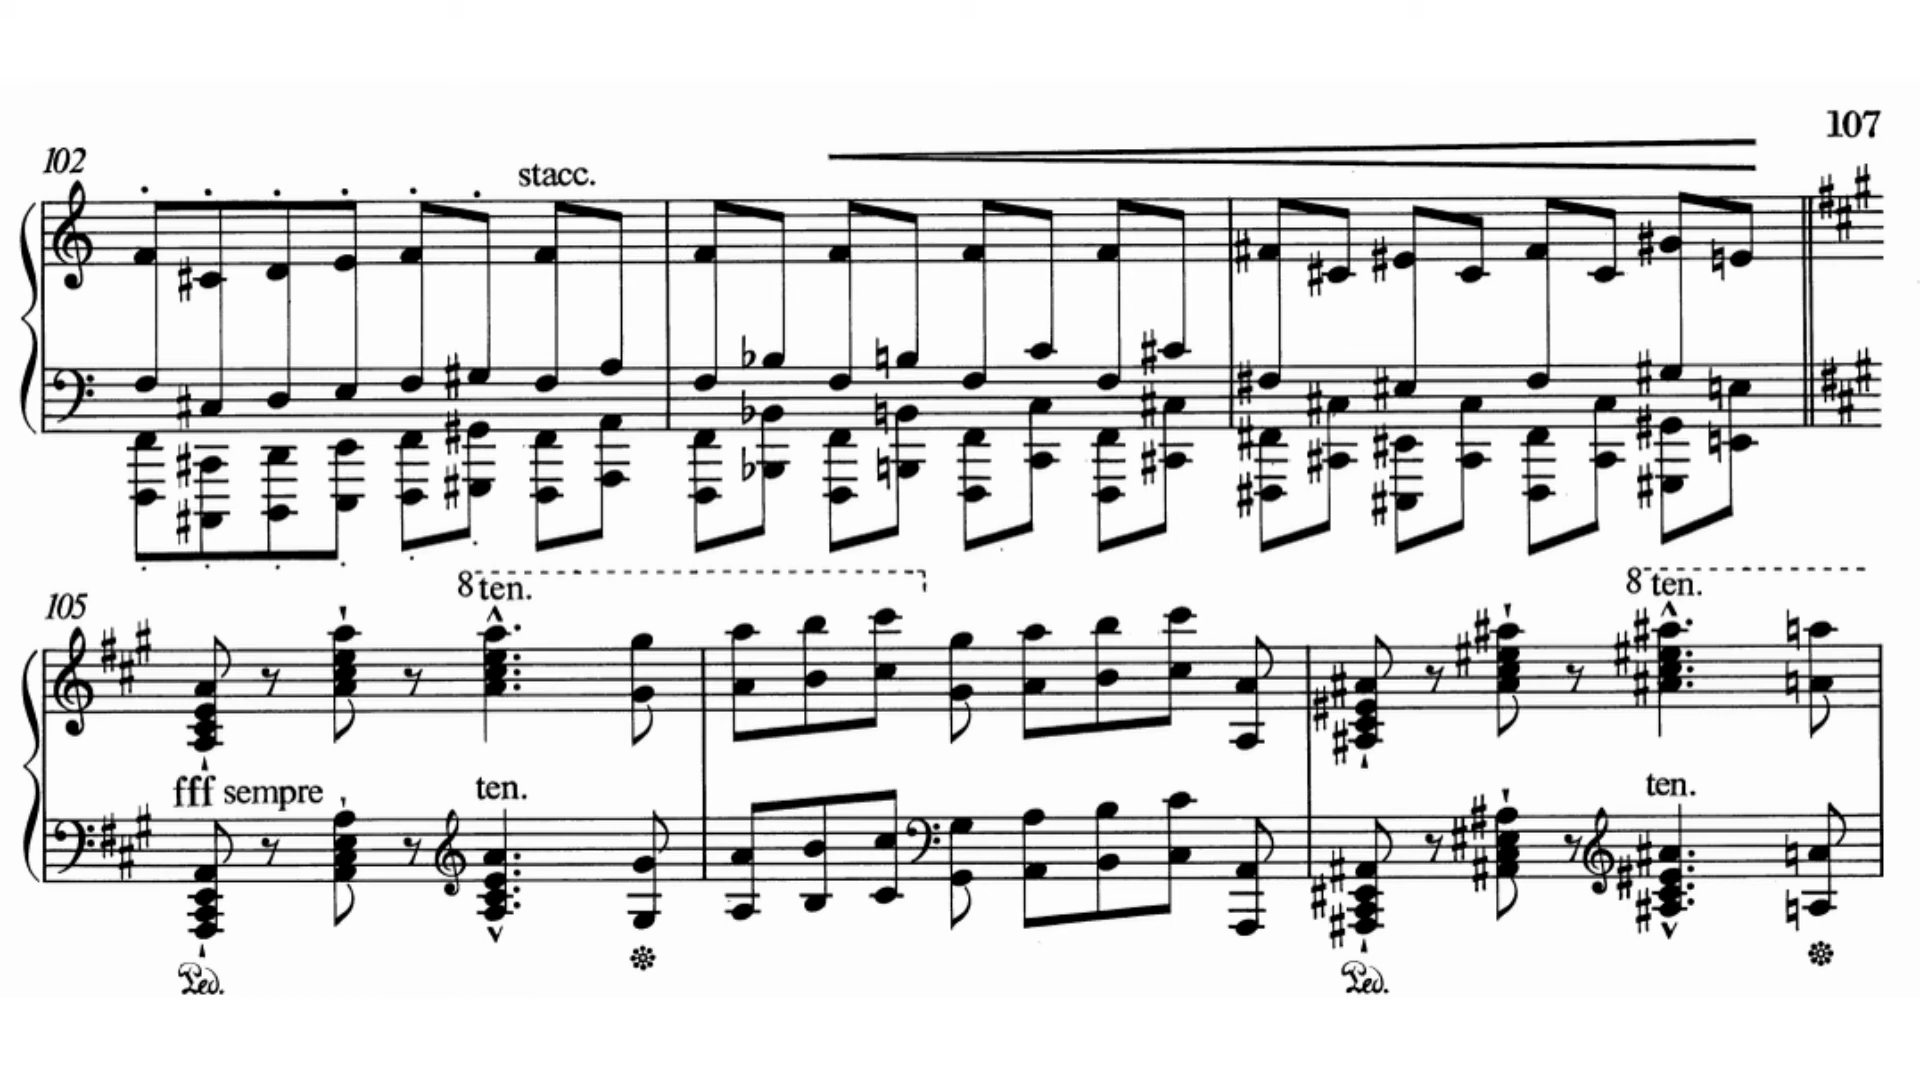 107
102
stacc.
105
8 ten.
8 ten.
fff sempre
ten.
ten.
Ped.
Ped.